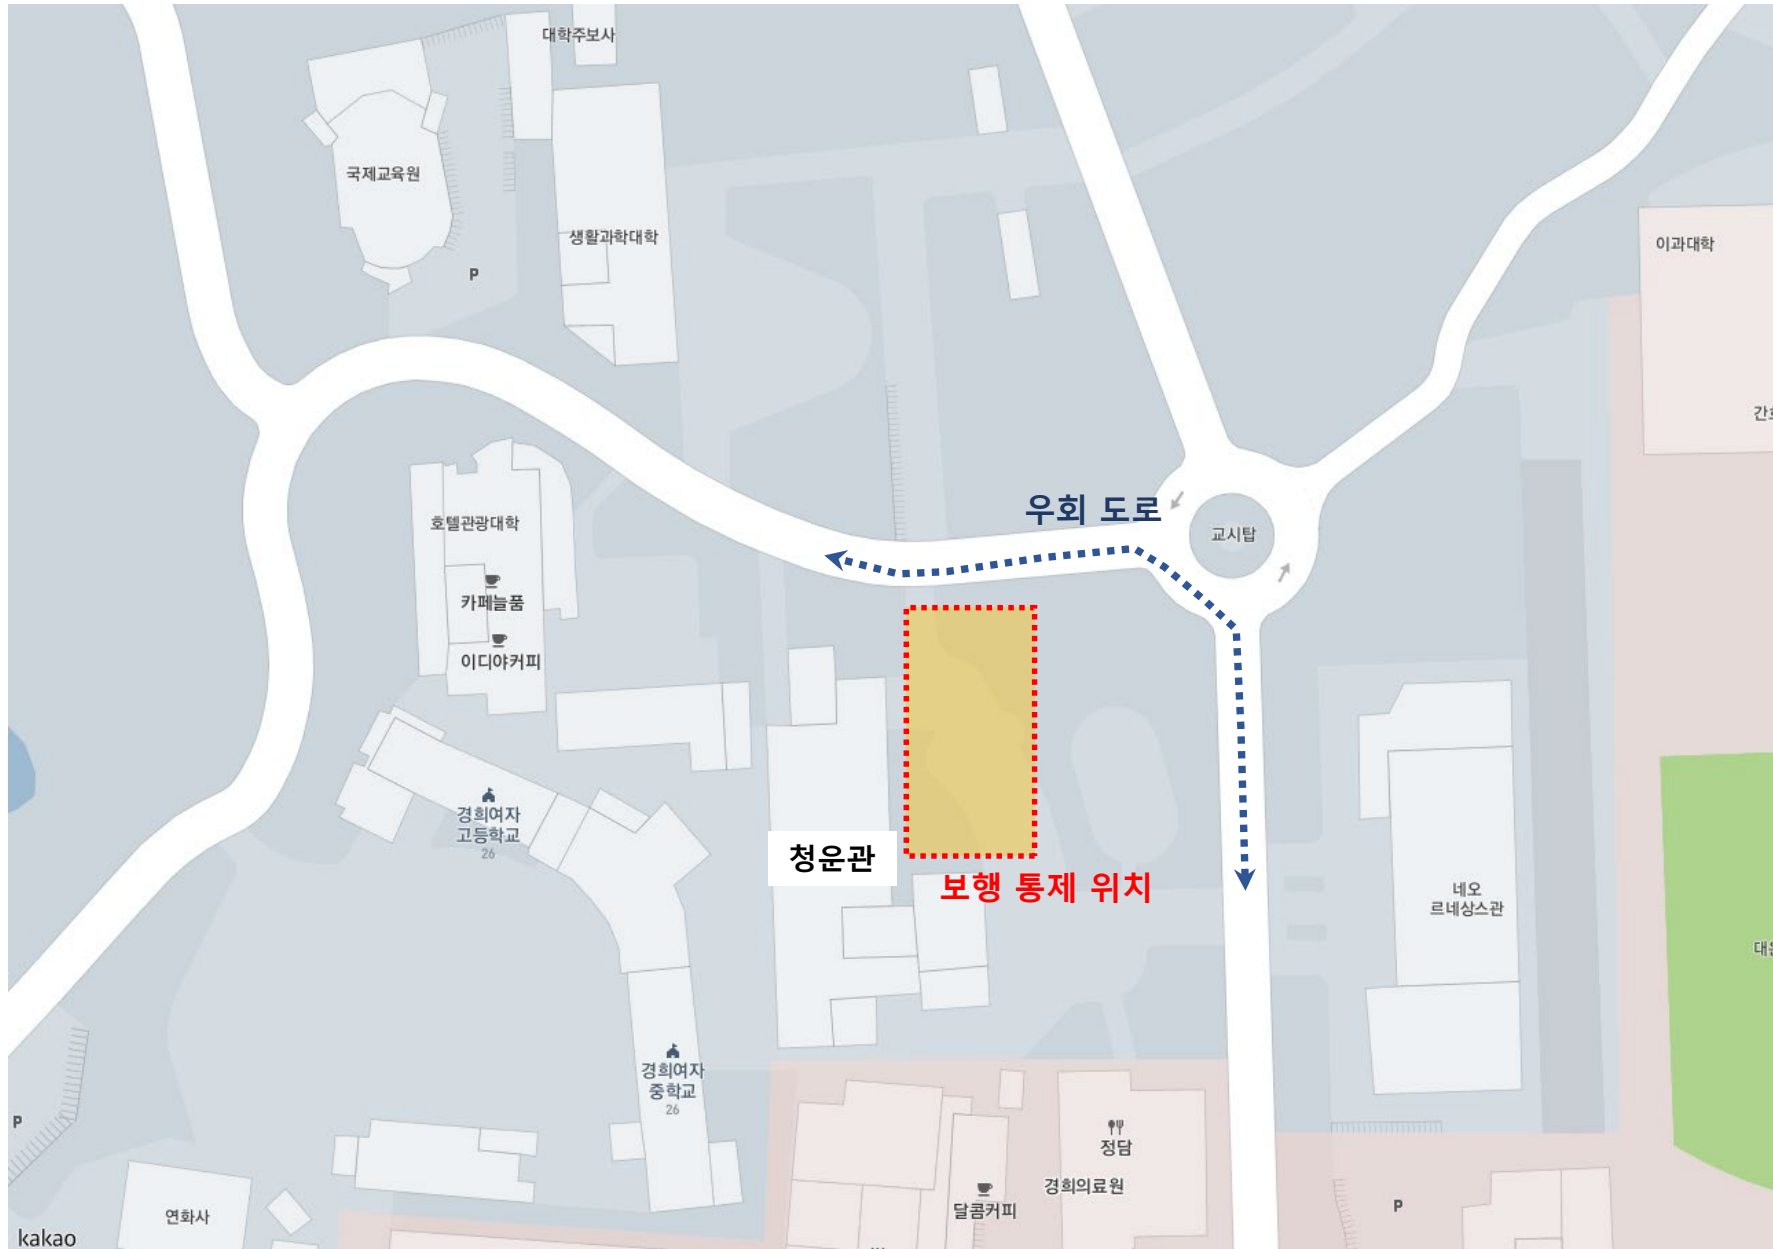 대학주보사
국제교육원
생활과학대학
P
이과대학
간호
우회 도로
교시탑
호텔관광대학
카페늘품
이디야커피
경희여자
고등학교
26
청운관
보행 통제 위치
네오
르네상스관
경희여자
중학교
26
P
정담
경희의료원
달콤커피
P
연화사
kakao